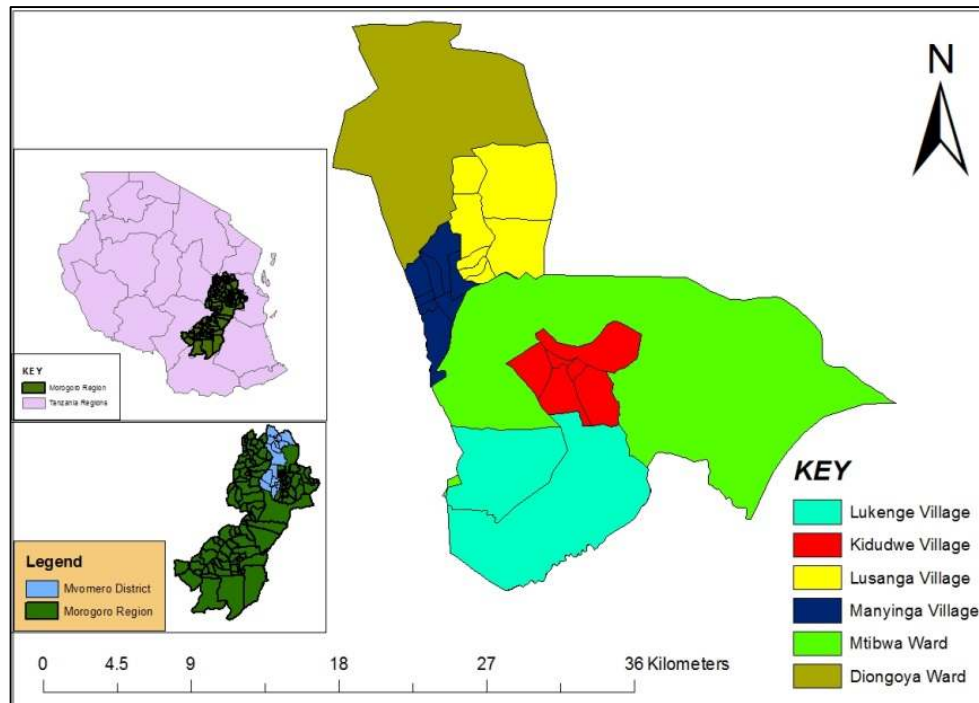 N
KEY
Morogoro Region
Tanzania Regions
Legend
Mvomero District
Morogoro Region
KEY
Lukenge Village
Kidudwe Village
Lusanga Village
Manyinga Village
Mtibwa Ward
Diongoya Ward
0 4.5 9 18 27 36 Kilometers